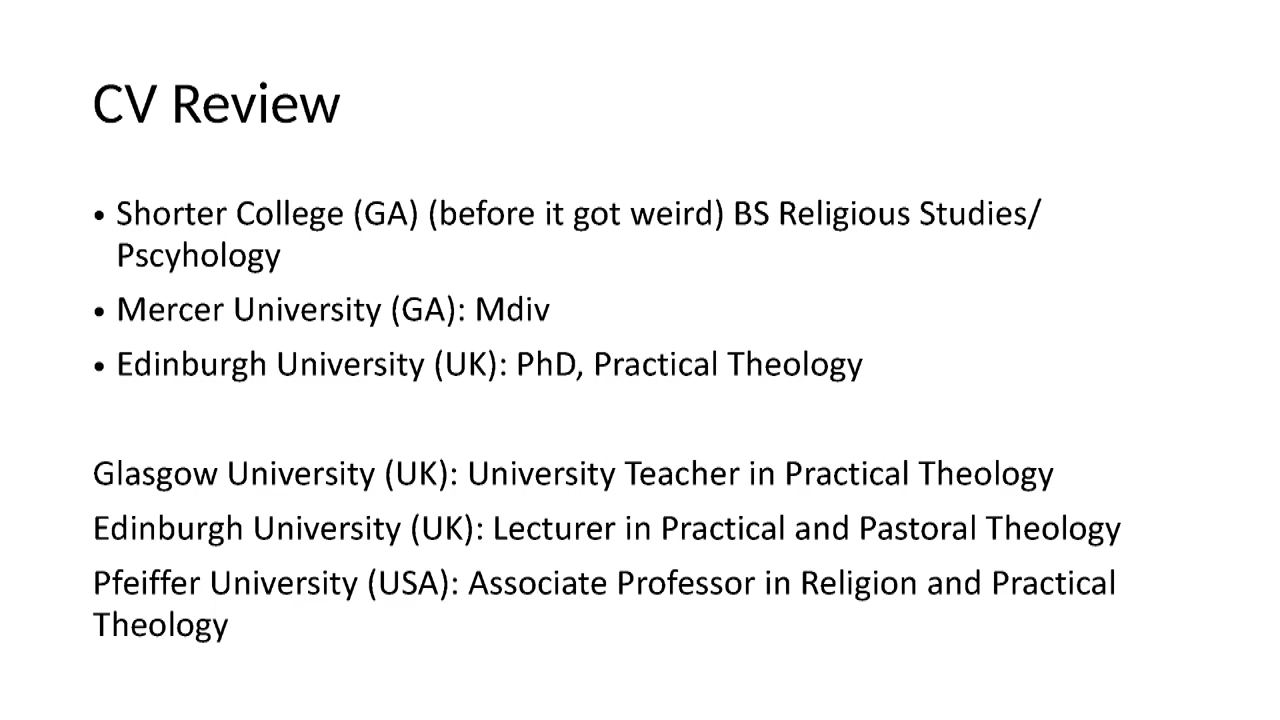 CV Review
• Shorter College (GA) (before it got weird) BS Religious Studies/
Pscyhology
• Mercer University (GA): Mdiv
• Edinburgh University (UK): PhD, Practical Theology
Glasgow University (UK): University Teacher in Practical Theology
Edinburgh University (UK): Lecturer in Practical and Pastoral Theology
Pfeiffer University (USA): Associate Professor in Religion and Practical
Theology